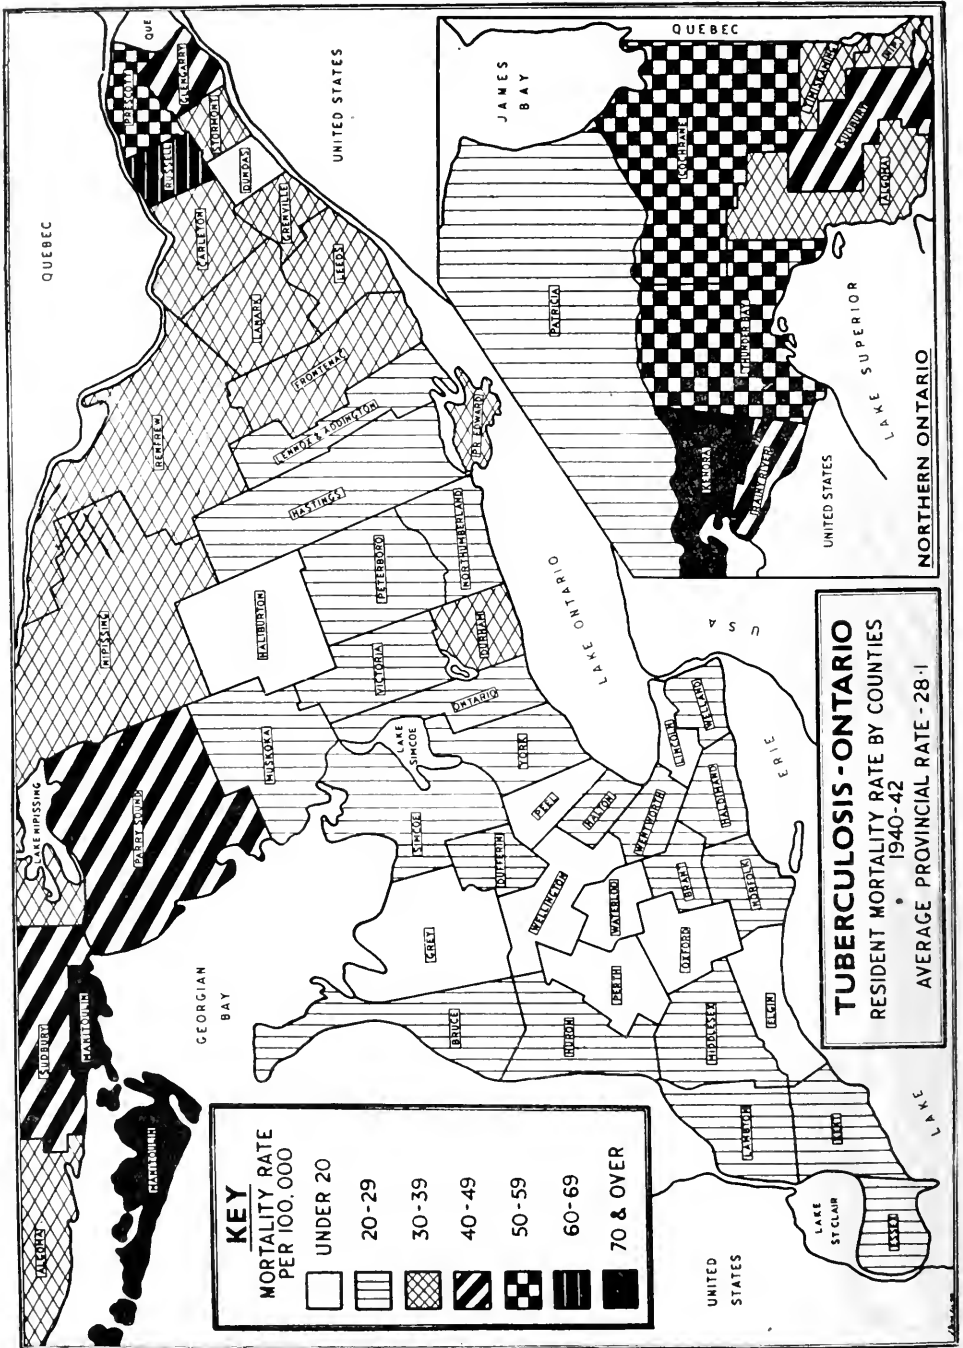 TUBERCULOSIS - ONTARIO
RESIDENT MORTALITY RATE BY COUNTIES
1940-42
AVERAGE PROVINCIAL RATE - 28·1
KEY
MORTALITY RATE
PER 100,000
UNDER 20
20-29
30-39
40-49
50-59
60-69
70 & OVER
ALGOMA
SUDBURY
MANITOULIN
MANITOULIN
LAKE NIPISSING
PARRY SOUND
NIPISSING
RENFREW
QUEBEC
CARLETON
RUSSELL
PRESCOTT
GLENGARRY
QUE
STORMONT
DUNDAS
GRENVILLE
LEEDS
LANARK
FRONTENAC
LENNOX & ADDINGTON
HASTINGS
PR EDWARD
NORTHUMBERLAND
PETERBORO
HALIBURTON
VICTORIA
DURHAM
ONTARIO
MUSKOKA
LAKE
SIMCOE
YORK
SIMCOE
DUFFERIN
PEEL
HALTON
WENTWORTH
LINCOLN
WELLAND
HALDIMAND
BRANT
NORFOLK
WELLINGTON
WATERLOO
OXFORD
PERTH
GREY
BRUCE
HURON
MIDDLESEX
ELGIN
LAMBTON
KENT
ESSEX
GEORGIAN
BAY
LAKE
ST CLAIR
UNITED
STATES
LAKE
ERIE
LAKE ONTARIO
USA
UNITED STATES
NORTHERN ONTARIO
JAMES
BAY
QUEBEC
PATRICIA
COCHRANE
TIMISKAMING
NIP
SUDBURY
ALGOMA
THUNDER BAY
KENORA
RAINY RIVER
UNITED STATES
LAKE SUPERIOR